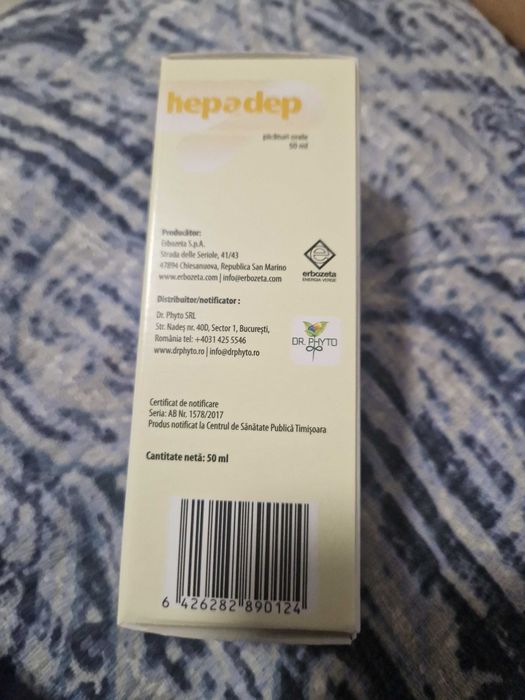 hepadep
picături orale
50 ml
Producător:
Erbozeta S.p.A.
Strada delle Seriole, 41/43
47894 Chiesanuova, Republica San Marino
www.erbozeta.com | info@erbozeta.com
erbozeta
ENERGIA VERDE
Distribuitor/notificator :
Dr. Phyto SRL
Str. Nadeș nr. 40D, Sector 1, București,
România tel: +4031 425 5546
www.drphyto.ro | info@drphyto.ro
DR. PHYTO
Certificat de notificare
Seria: AB Nr. 1578/2017
Produs notificat la Centrul de Sănătate Publică Timișoara
Cantitate netă: 50 ml
6 426282 890124